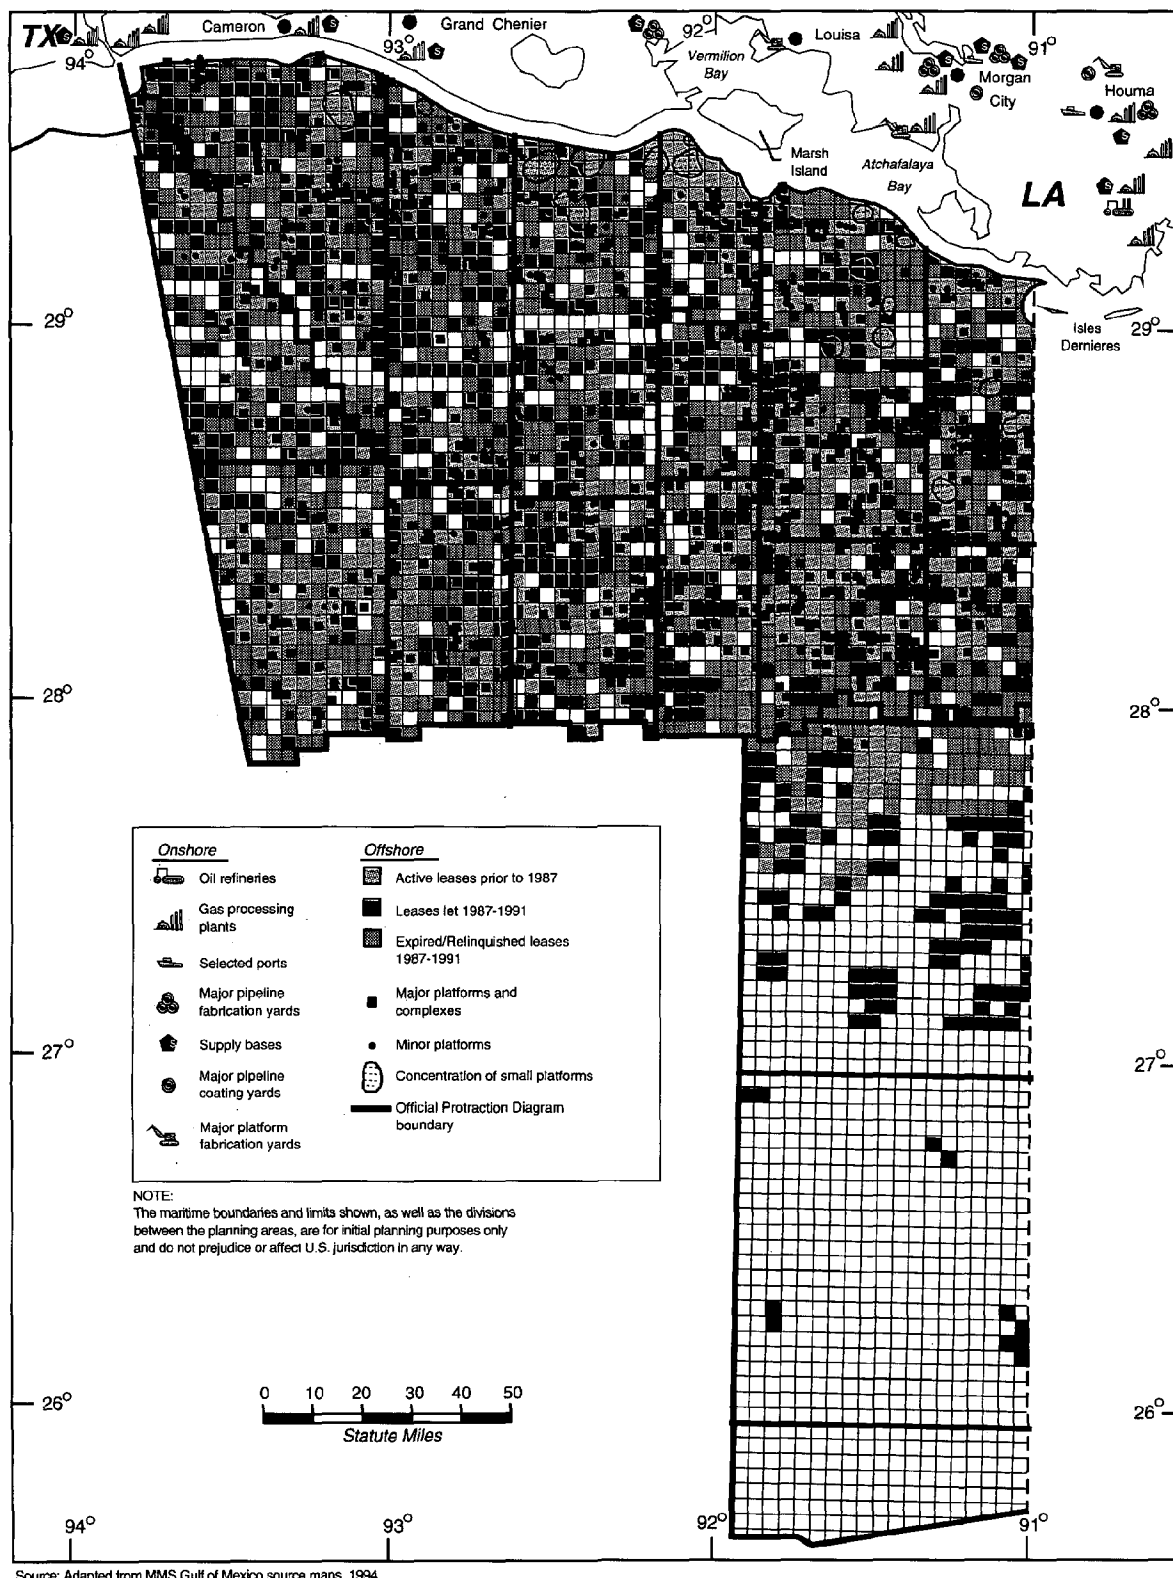 TX
Cameron
Grand Chenier
94°
93°
92°
91°
Louisa
Vermilion
Bay
Morgan
City
Houma
Marsh
Island
Atchafalaya
Bay
LA
29°
29°
Isles
Dernieres
28°
28°
Onshore
Oil refineries
Gas processing
plants
Selected ports
Major pipeline
fabrication yards
Supply bases
Major pipeline
coating yards
Major platform
fabrication yards
Offshore
Active leases prior to 1987
Leases let 1987-1991
Expired/Relinquished leases
1987-1991
Major platforms and
complexes
Minor platforms
Concentration of small platforms
Official Protraction Diagram
boundary
27°
27°
NOTE:
The maritime boundaries and limits shown, as well as the divisions
between the planning areas, are for initial planning purposes only
and do not prejudice or affect U.S. jurisdiction in any way.
0 10 20 30 40 50
Statute Miles
26°
26°
94°
93°
92°
91°
Source: Adapted from MMS Gulf of Mexico source maps, 1994